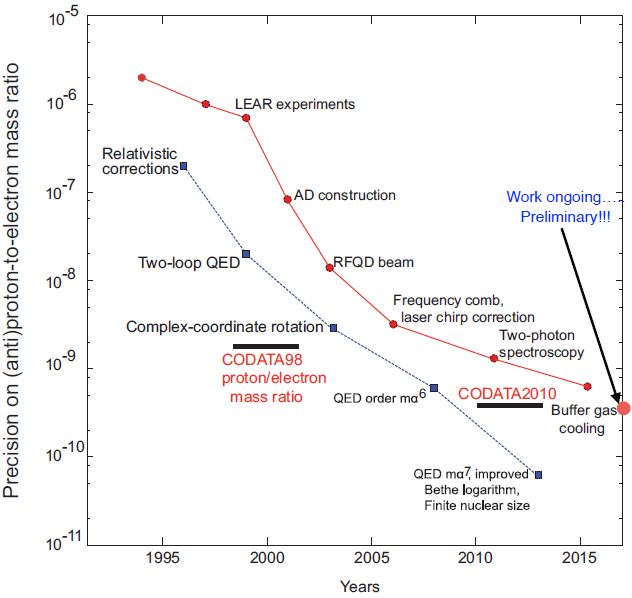 Precision on (anti)proton-to-electron mass ratio
10-5
10-6
10-7
10-8
10-9
10-10
10-11
LEAR experiments
Relativistic
corrections
AD construction
Work ongoing....
Preliminary!!!
Two-loop QED
RFQD beam
Frequency comb,
laser chirp correction
Complex-coordinate rotation
Two-photon
spectroscopy
CODATA98
proton/electron
mass ratio
QED order mα6
CODATA2010
Buffer gas
cooling
QED mα7, improved
Bethe logarithm,
Finite nuclear size
1995
2000
2005
2010
2015
Years